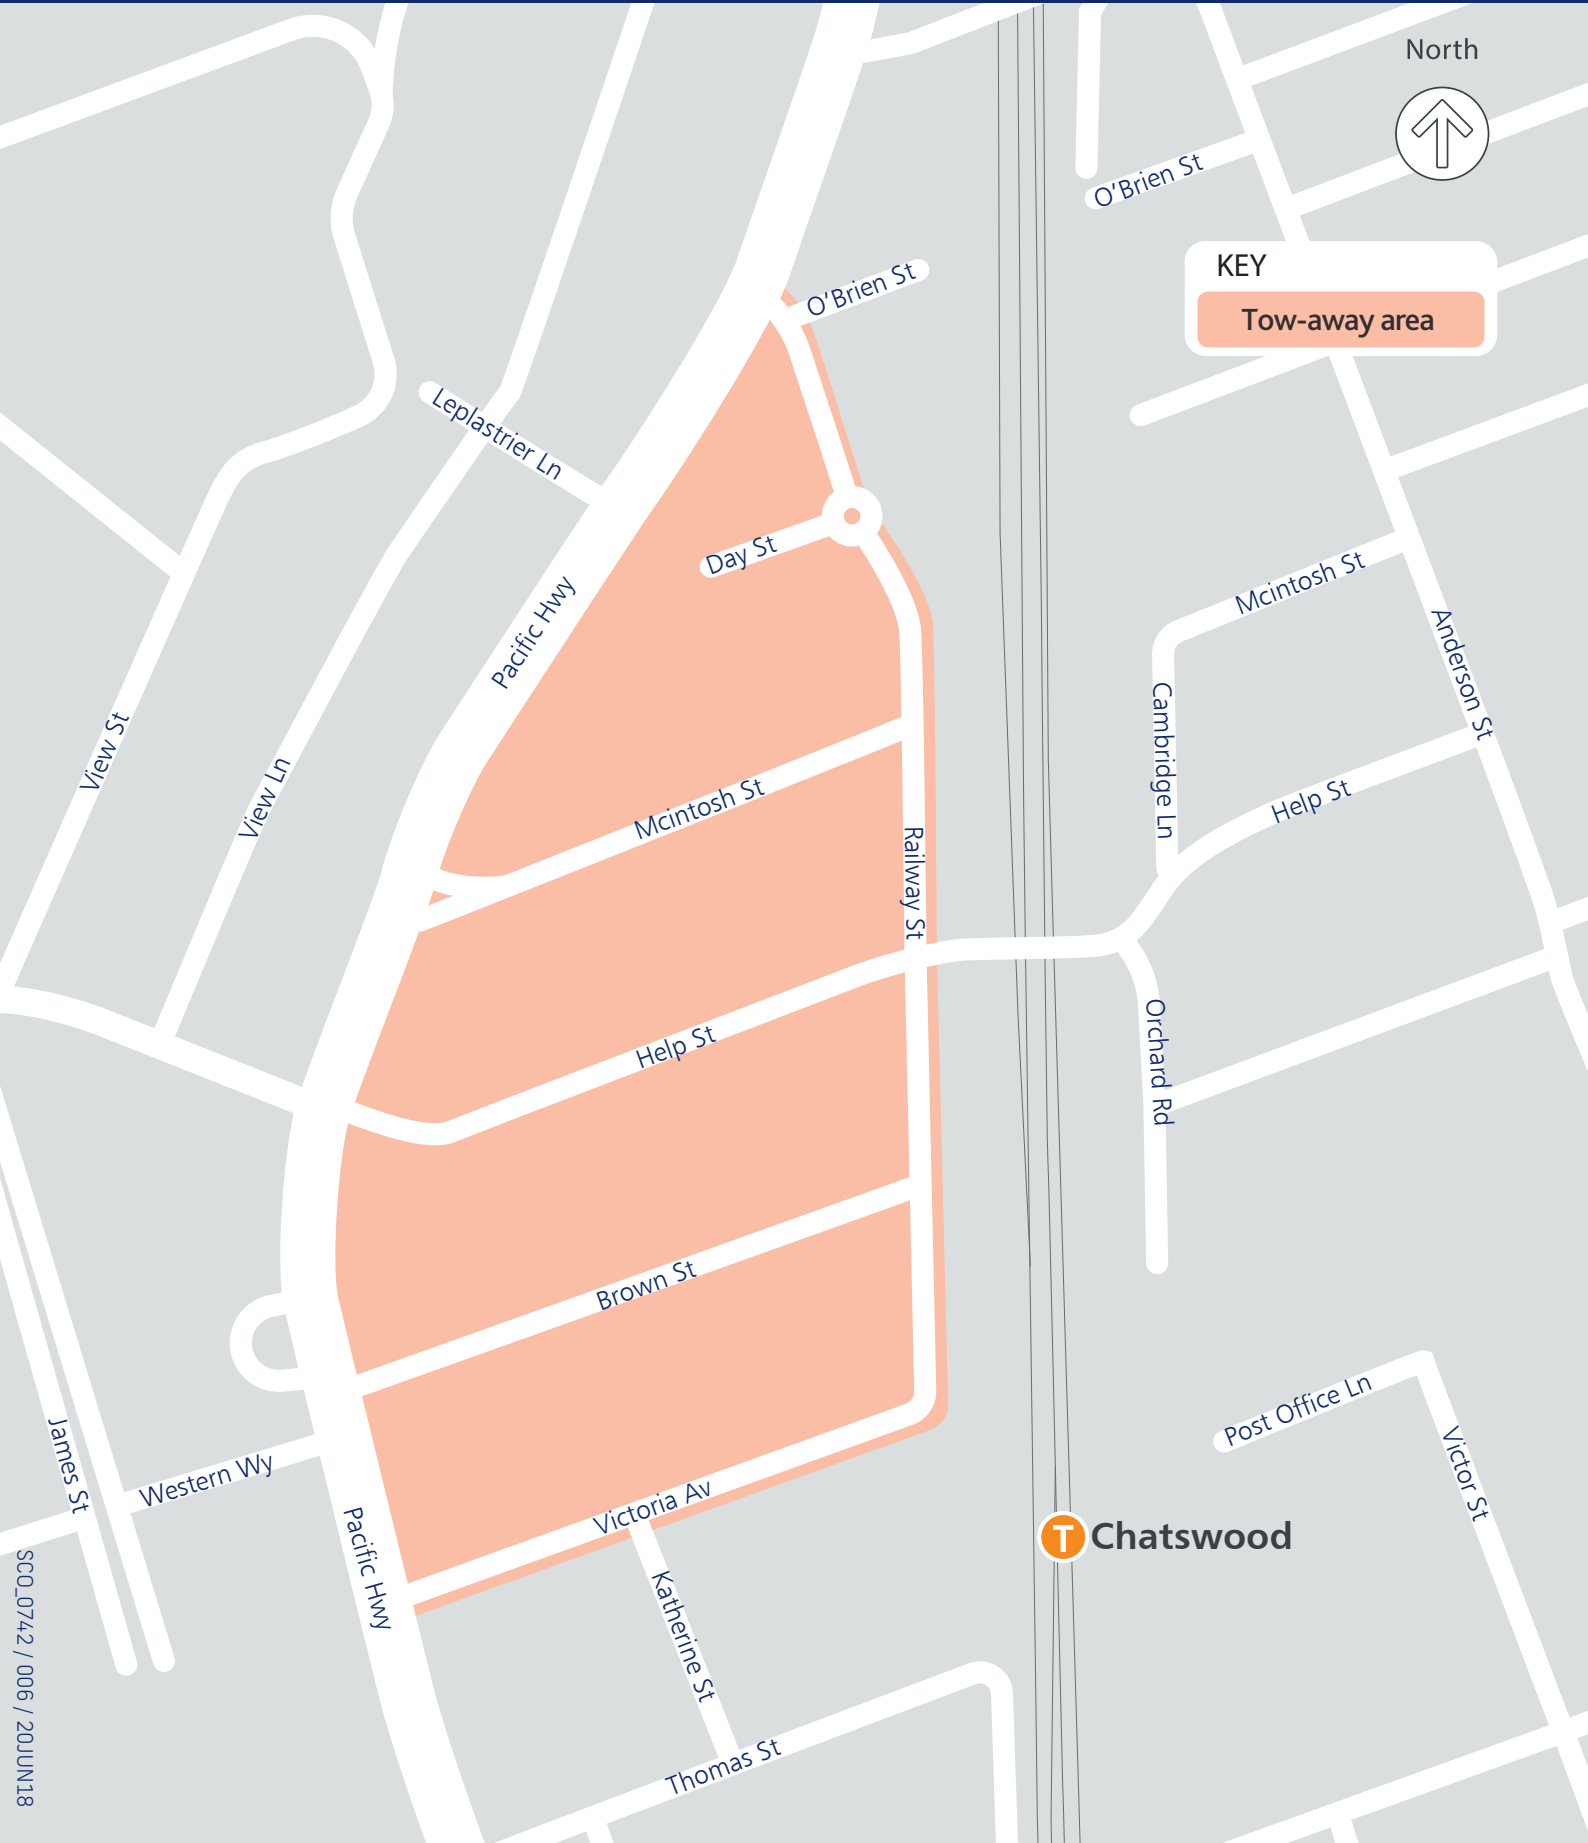 North
O'Brien St
KEY
Tow-away area
O'Brien St
Leplastrier Ln
Day St
Mcintosh St
Pacific Hwy
Anderson St
View St
Cambridge Ln
View Ln
Mcintosh St
Help St
Railway St
Help St
Orchard Rd
Brown St
Post Office Ln
James St
Western Wy
Victor St
Victoria Av
Pacific Hwy
T Chatswood
Katherine St
SCO_0742 / 006 / 20JUN18
Thomas St